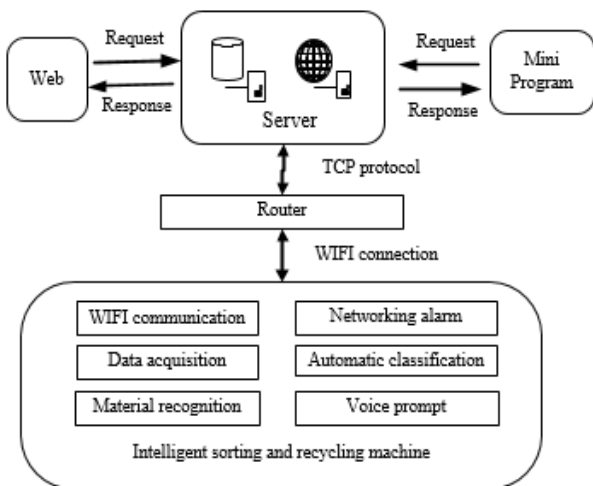 Request
Web
Response
Server
Request
Mini
Program
Response
TCP protocol
Router
WIFI connection
WIFI communication
Networking alarm
Data acquisition
Automatic classification
Material recognition
Voice prompt
Intelligent sorting and recycling machine